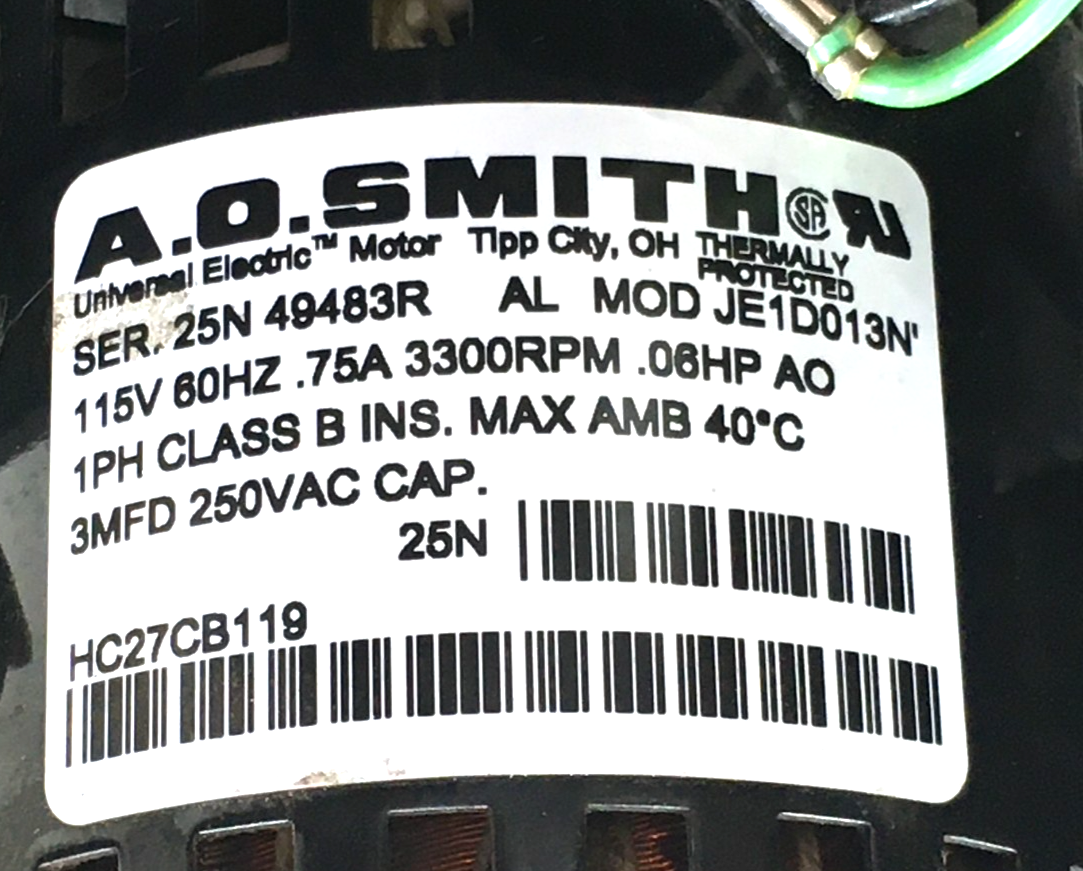 A.O.SMITH
Universal Electric™ Motor Tipp City, OH THERMALLY
PROTECTED
SER. 25N 49483R AL MOD JE1D013N'
115V 60HZ .75A 3300RPM .06HP AO
1PH CLASS B INS. MAX AMB 40°C
3MFD 250VAC CAP.
25N
HC27CB119